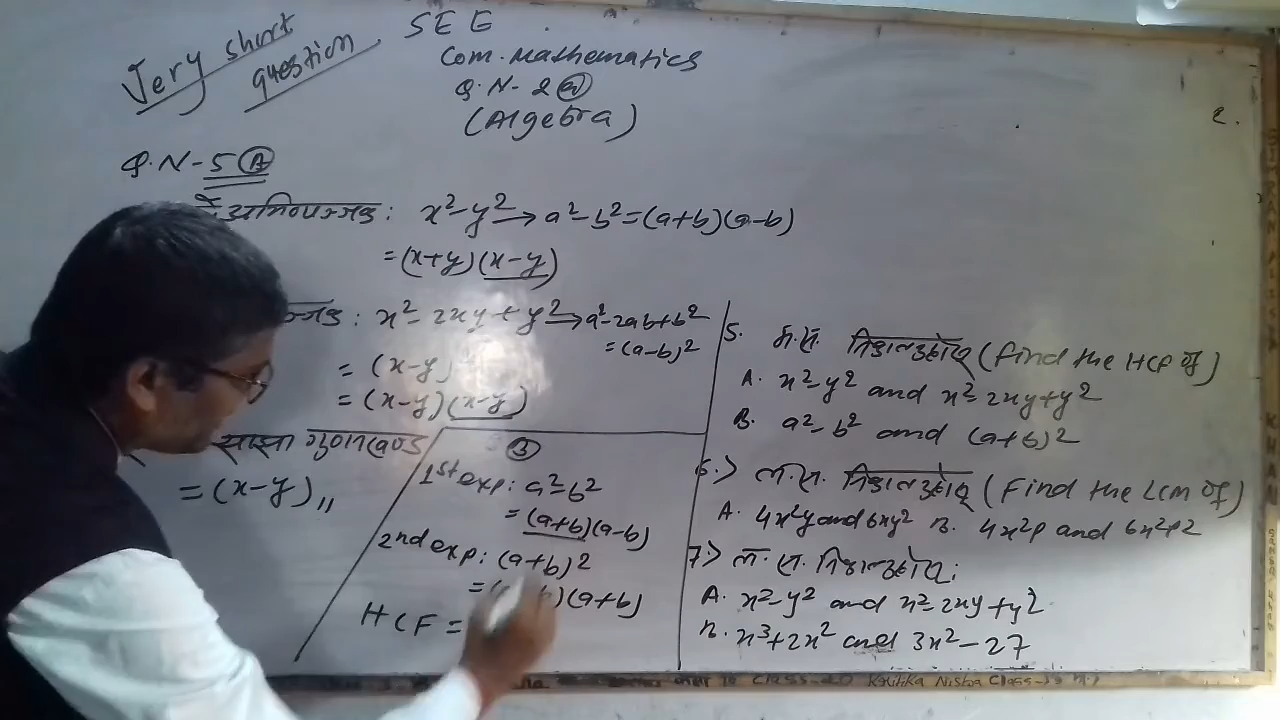 Very short
question
SEE
Com. Mathematics
Q.N-2(a)
(Algebra)
2.
Q.N-5(A)
x²-y² → a²-b²=(a+b)(a-b)
=(x+y)(x-y)
x²-2xy+y² → a²-2ab+b²
=(a-b)²
=(x-y)
=(x-y)(x-y)
साझा गुणनखण्ड
=(x-y),,
(B)
1st exp: a²-b²
=(a+b)(a-b)
2nd exp: (a+b)²
)(a+b)
HCF =
5. म.स. निकाल्नुहोस् (Find the HCF of)
A. x²-y² and x²-2xy+y²
B. a²-b² and (a+b)²
6.> ल.स. निकाल्नुहोस् (Find the LCM of)
A. 4x²y and 6xy² B. 4x²p and 6x²p2
7.> ल.स. निकाल्नुहोस्:
A. x²-y² and x²-2xy+y²
B. x³+2x² and 3x²-27
Kritika Nisha Class-